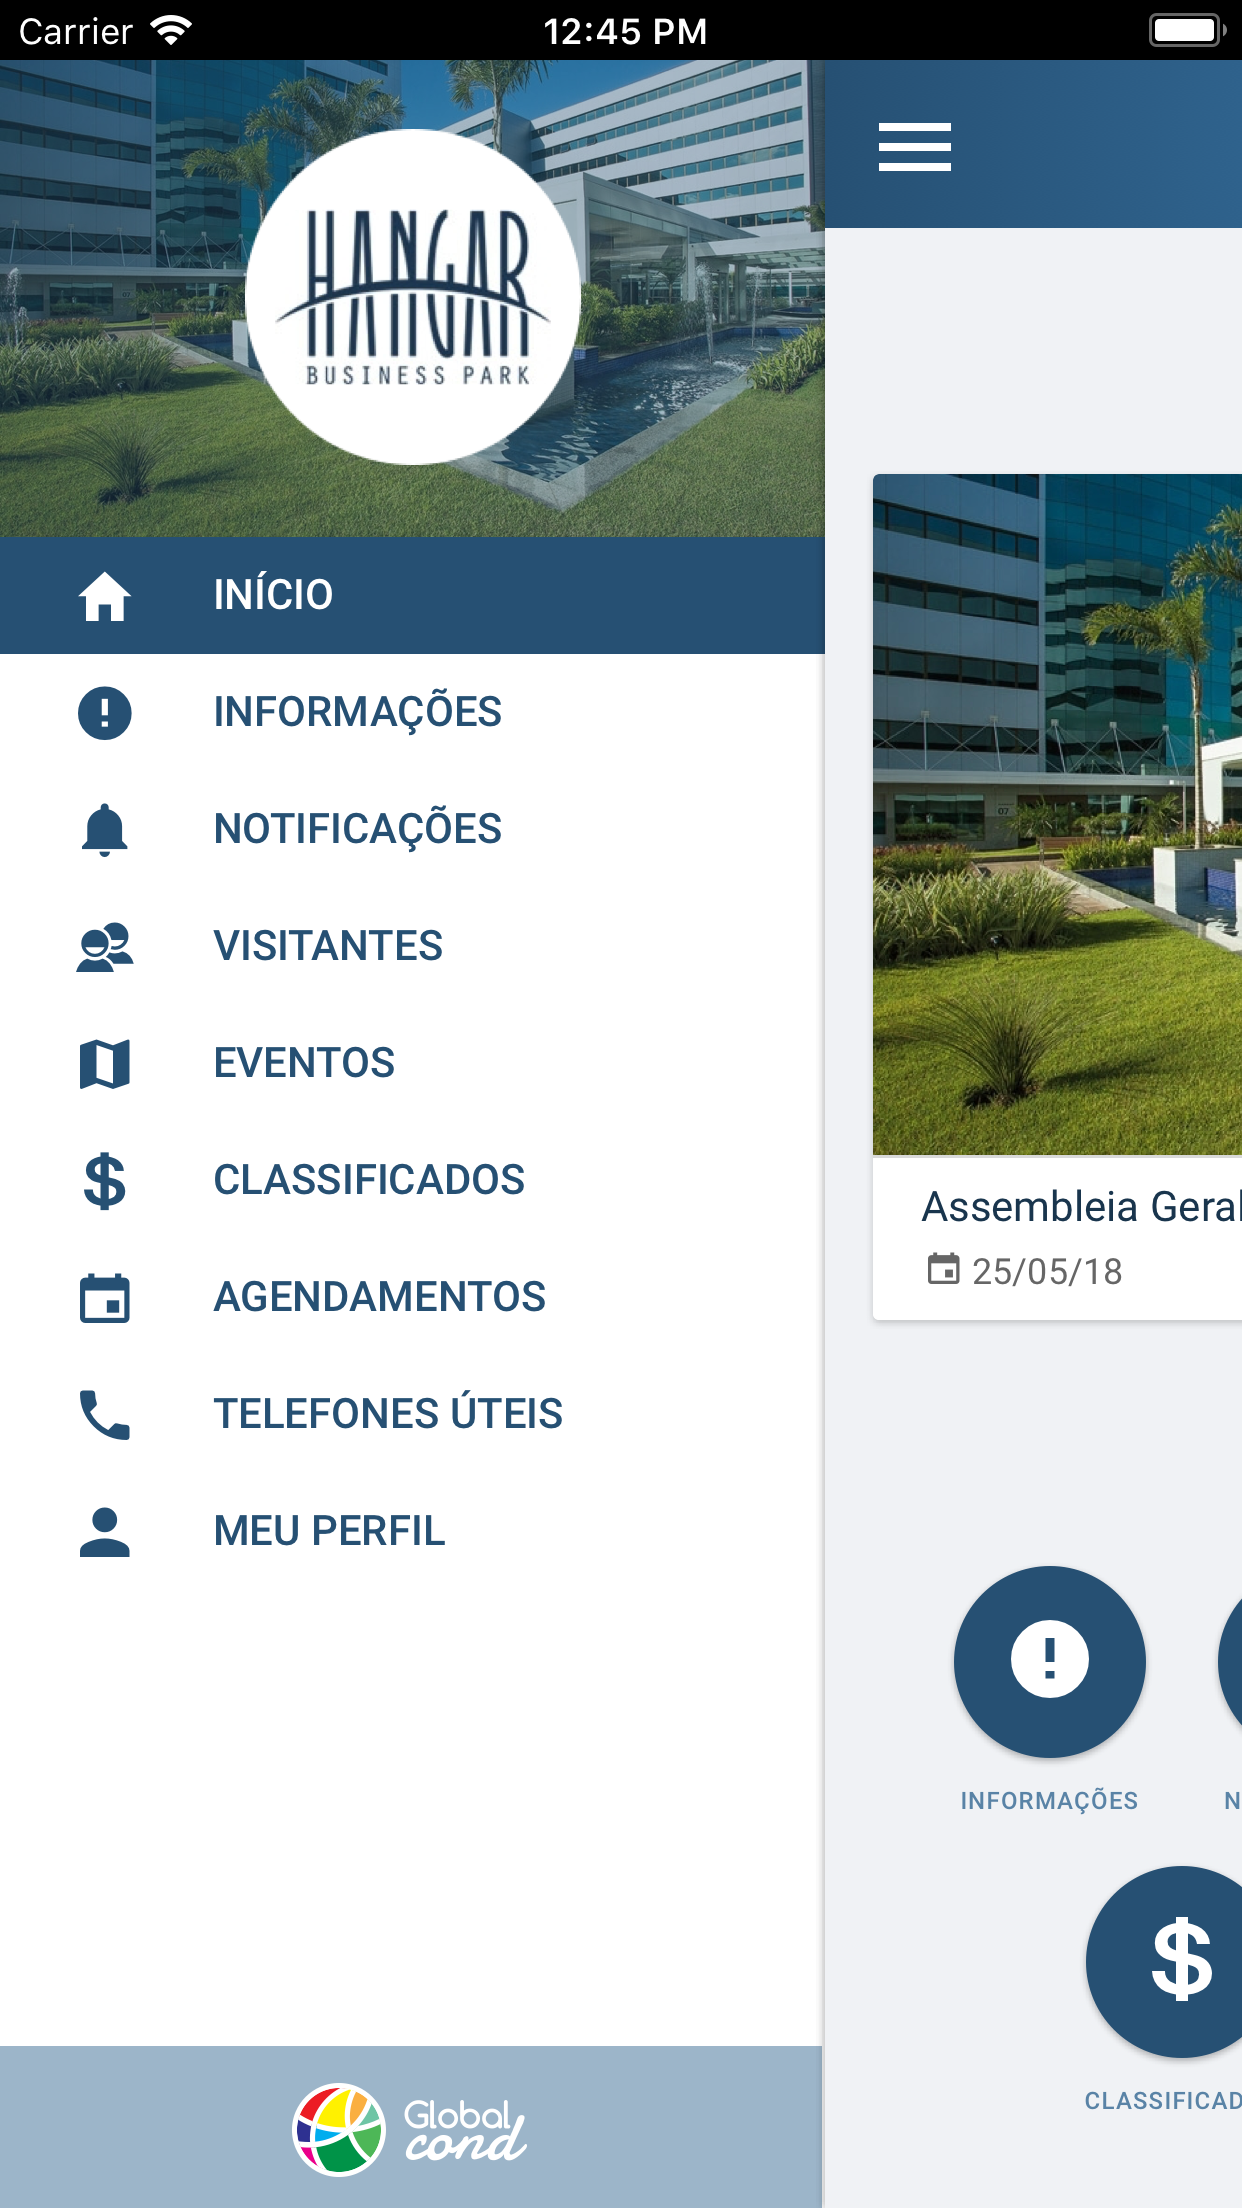 Carrier
12:45 PM
HANGAR
BUSINESS PARK
INÍCIO
INFORMAÇÕES
NOTIFICAÇÕES
VISITANTES
EVENTOS
CLASSIFICADOS
AGENDAMENTOS
TELEFONES ÚTEIS
MEU PERFIL
Global
cond
07
Assembleia Geral
25/05/18
INFORMAÇÕES
N
CLASSIFICAD